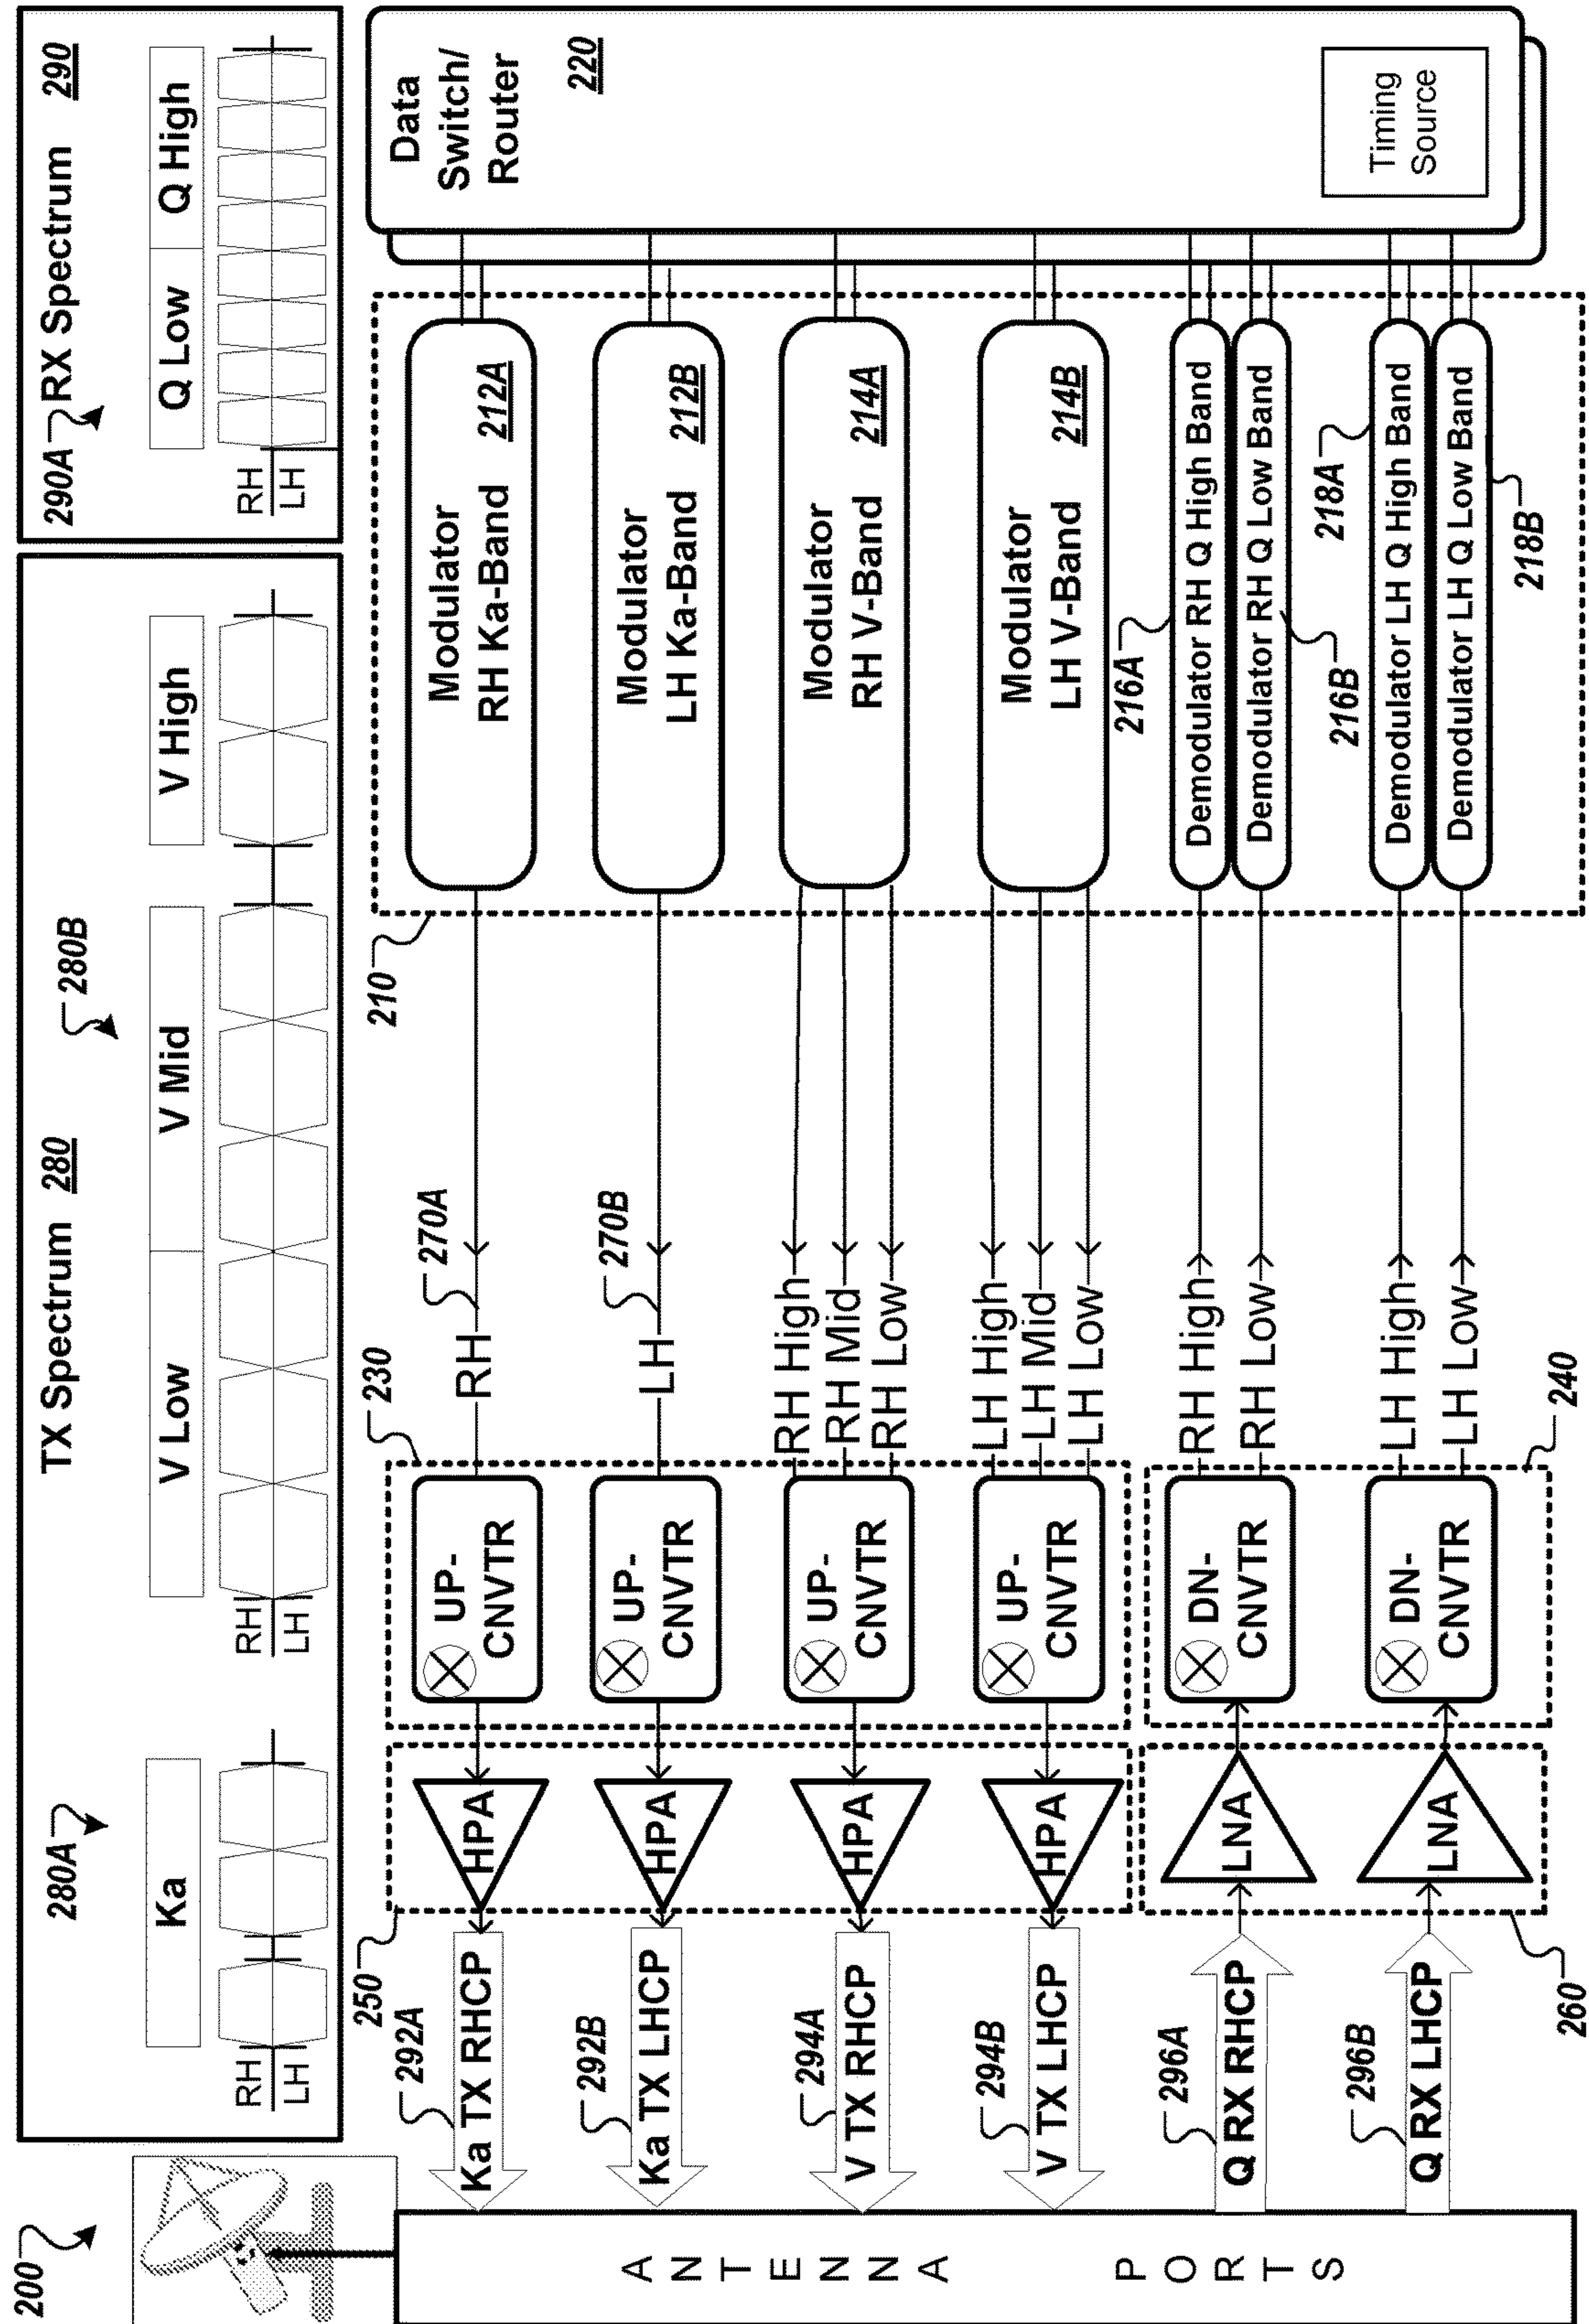 200
280A
TX Spectrum 280
280B
Ka
V Low
V Mid
V High
RH
LH
RH
LH
290A
RX Spectrum 290
Q Low
Q High
RH
LH
ANTENNA PORTS
292A
Ka TX RHCP
292B
Ka TX LHCP
294A
V TX RHCP
294B
V TX LHCP
296A
Q RX RHCP
296B
Q RX LHCP
250
HPA
HPA
HPA
HPA
LNA
LNA
260
230
UP-
CNVTR
UP-
CNVTR
UP-
CNVTR
UP-
CNVTR
DN-
CNVTR
DN-
CNVTR
240
RH
270A
LH
270B
RH High
RH Mid
RH Low
LH High
LH Mid
LH Low
RH High
RH Low
LH High
LH Low
210
Modulator
RH Ka-Band 212A
Modulator
LH Ka-Band 212B
Modulator
RH V-Band 214A
Modulator
LH V-Band 214B
216A
Demodulator RH Q High Band
Demodulator RH Q Low Band
216B
218A
Demodulator LH Q High Band
Demodulator LH Q Low Band
218B
Data
Switch/
Router
220
Timing
Source